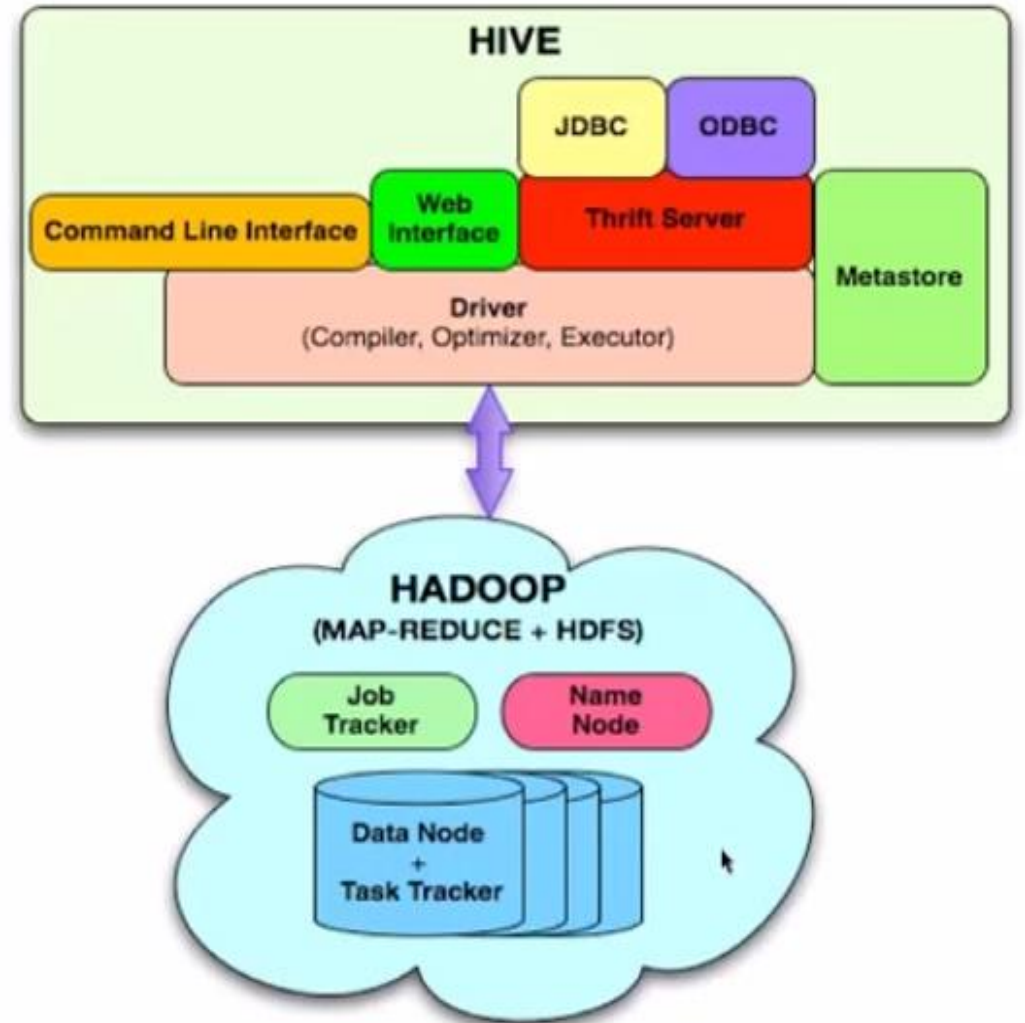 HIVE
JDBC
ODBC
Command Line Interface
Web
Interface
Thrift Server
Metastore
Driver
(Compiler, Optimizer, Executor)
HADOOP
(MAP-REDUCE + HDFS)
Job
Tracker
Name
Node
Data Node
+
Task Tracker